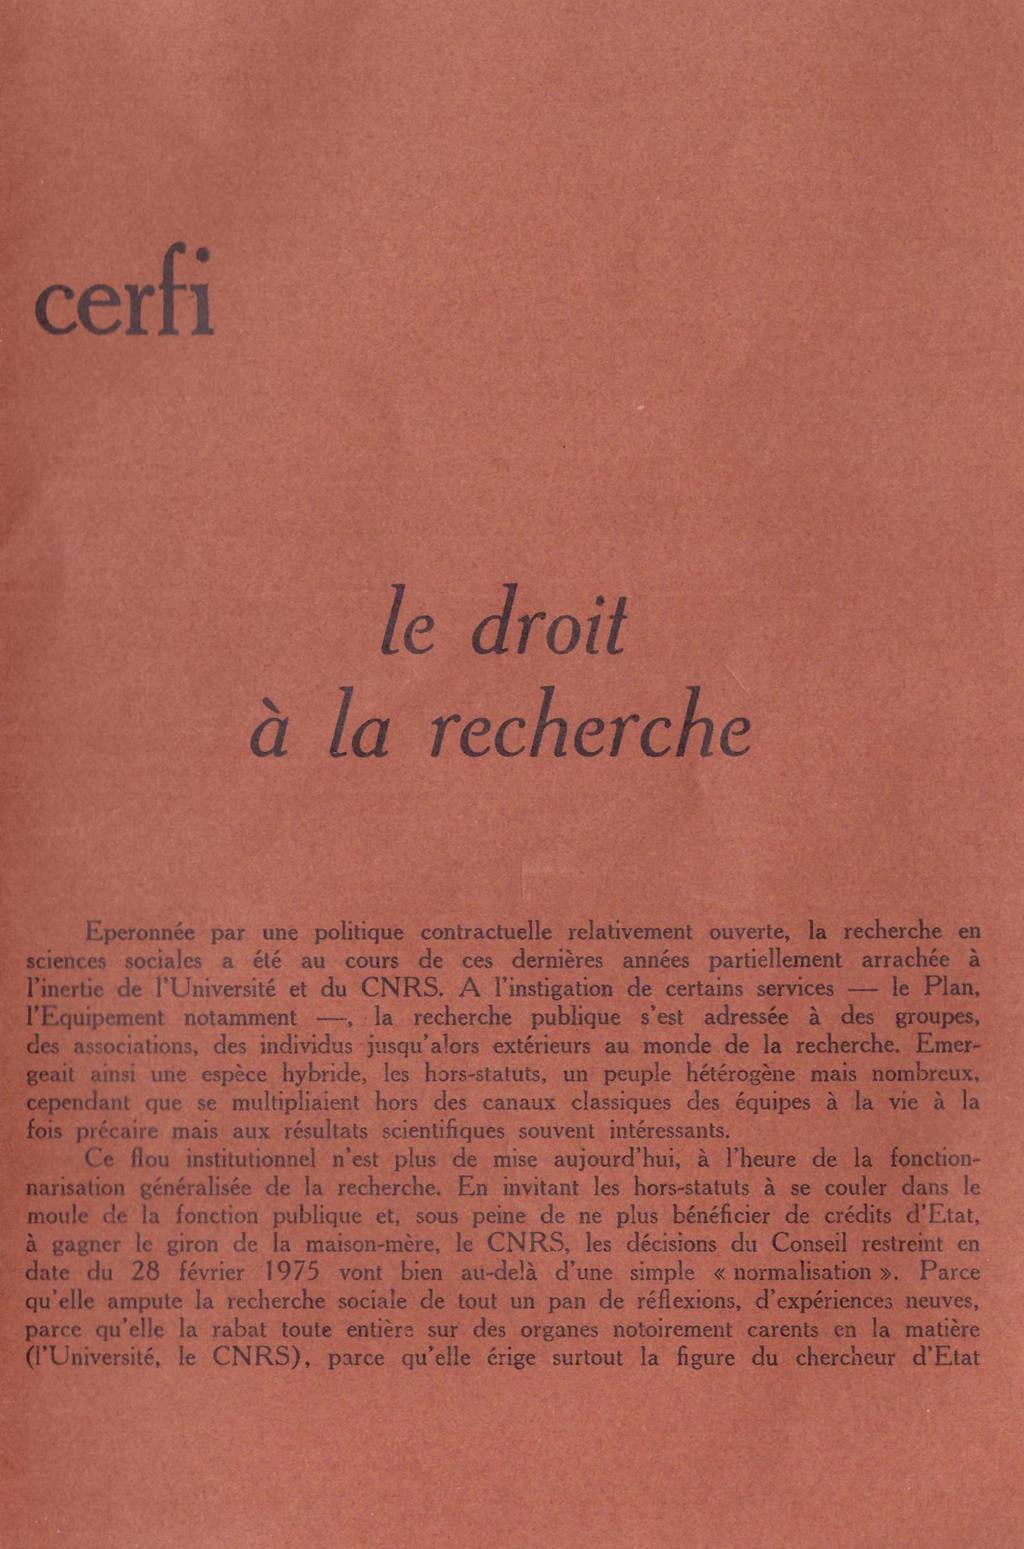 cerfi
le droit
à la recherche
Eperonnée par une politique contractuelle relativement ouverte, la recherche en
sciences sociales a été au cours de ces dernières années partiellement arrachée à
l'inertie de l'Université et du CNRS. A l'instigation de certains services — le Plan,
l'Equipement notamment —, la recherche publique s'est adressée à des groupes,
des associations, des individus jusqu'alors extérieurs au monde de la recherche. Emer-
geait ainsi une espèce hybride, les hors-statuts, un peuple hétérogène mais nombreux,
cependant que se multipliaient hors des canaux classiques des équipes à la vie à la
fois précaire mais aux résultats scientifiques souvent intéressants.
Ce flou institutionnel n'est plus de mise aujourd'hui, à l'heure de la fonction-
narisation généralisée de la recherche. En invitant les hors-statuts à se couler dans le
moule de la fonction publique et, sous peine de ne plus bénéficier de crédits d'Etat,
à gagner le giron de la maison-mère, le CNRS, les décisions du Conseil restreint en
date du 28 février 1975 vont bien au-delà d'une simple « normalisation ». Parce
qu'elle ampute la recherche sociale de tout un pan de réflexions, d'expériences neuves,
parce qu'elle la rabat toute entière sur des organes notoirement carents en la matière
(l'Université, le CNRS), parce qu'elle érige surtout la figure du chercheur d'Etat